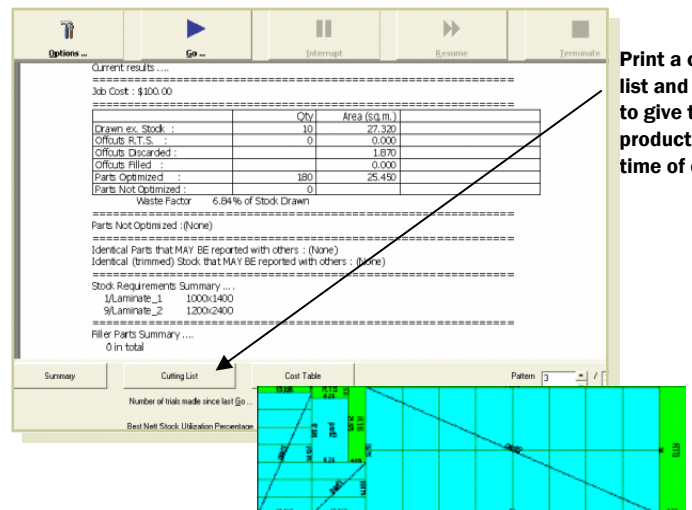 Options ... Go ... Interrupt Resume Terminate
Current results ....
Job Cost : $100.00
Qty Area (sq.m.)
Drawn ex. Stock : 10 27.320
Offcuts R.T.S. : 0 0.000
Offcuts Discarded : 1.870
Offcuts Filled : 0.000
Parts Optimized : 180 25.450
Parts Not Optimized : 0
Waste Factor 6.84% of Stock Drawn
Parts Not Optimized :(None)
Identical Parts that MAY BE reported with others : (None)
Identical (trimmed) Stock that MAY BE reported with others : (None)
Stock Requirements Summary ....
1/Laminate_1 1000x1400
9/Laminate_2 1200x2400
Filler Parts Summary ....
0 in total
Summary Cutting List Cost Table Pattern 3 /
Number of trials made since last Go ...
Best Nett Stock Utilization Percentage
Print a
list and
to give
product
time of
RTS